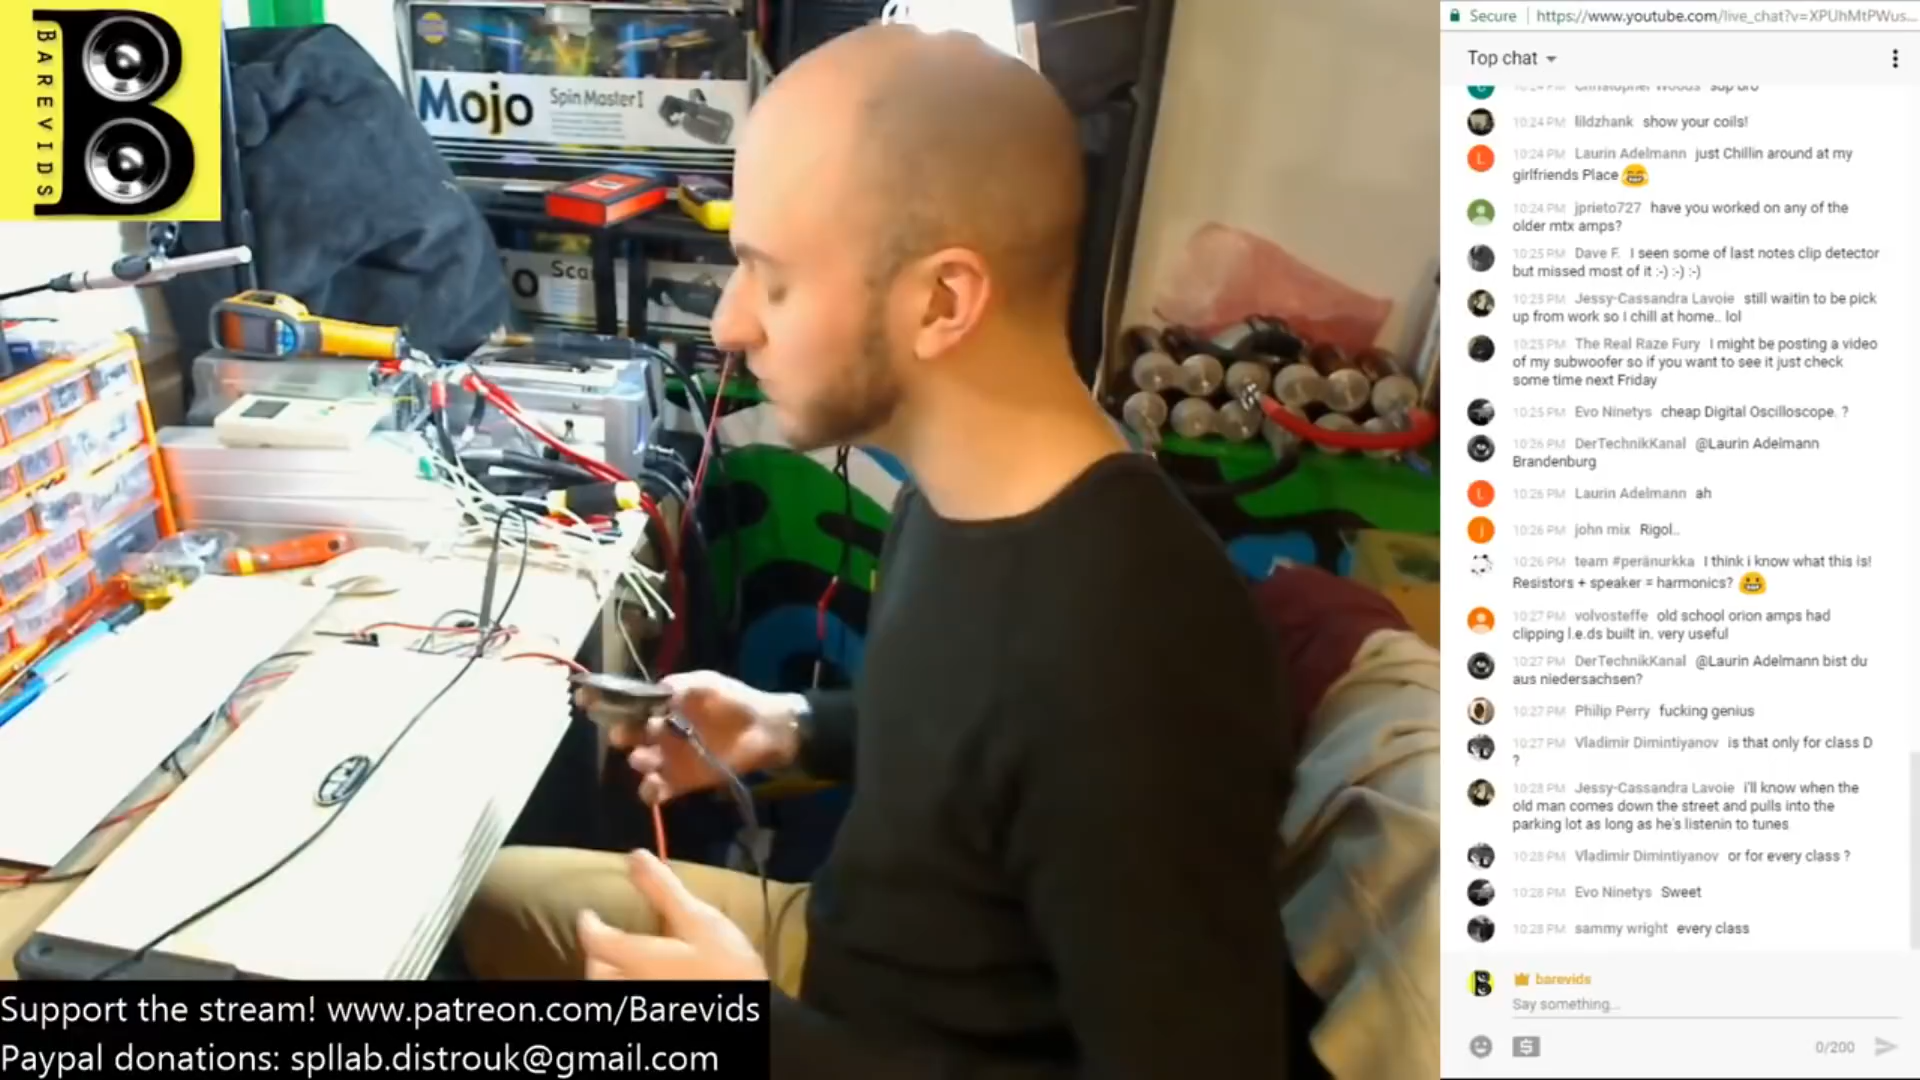 BAREVIDS
Mojo
Spin Master I
Sca
Support the stream! www.patreon.com/Barevids
Paypal donations: spllab.distrouk@gmail.com
Secure https://www.youtube.com/live_chat?v=XPUhMtPWus...
Top chat
10:24 PM Christopher Woods sup bro
10:24 PM lildzhank show your coils!
L
10:24 PM Laurin Adelmann just Chillin around at my
girlfriends Place
10:24 PM jprieto727 have you worked on any of the
older mtx amps?
10:25 PM Dave F. I seen some of last notes clip detector
but missed most of it :-) :-) :-)
10:25 PM Jessy-Cassandra Lavoie still waitin to be pick
up from work so I chill at home.. lol
10:25 PM The Real Raze Fury I might be posting a video
of my subwoofer so if you want to see it just check
some time next Friday
10:25 PM Evo Ninetys cheap Digital Oscilloscope. ?
10:26 PM DerTechnikKanal @Laurin Adelmann
Brandenburg
L
10:26 PM Laurin Adelmann ah
j
10:26 PM john mix Rigol..
10:26 PM team #peränurkka I think i know what this is!
Resistors + speaker = harmonics?
10:27 PM volvosteffe old school orion amps had
clipping l.e.ds built in. very useful
10:27 PM DerTechnikKanal @Laurin Adelmann bist du
aus niedersachsen?
10:27 PM Philip Perry fucking genius
10:27 PM Vladimir Dimintiyanov is that only for class D
?
10:28 PM Jessy-Cassandra Lavoie i'll know when the
old man comes down the street and pulls into the
parking lot as long as he's listenin to tunes
10:28 PM Vladimir Dimintiyanov or for every class ?
10:28 PM Evo Ninetys Sweet
10:28 PM sammy wright every class
barevids
Say something...
0/200